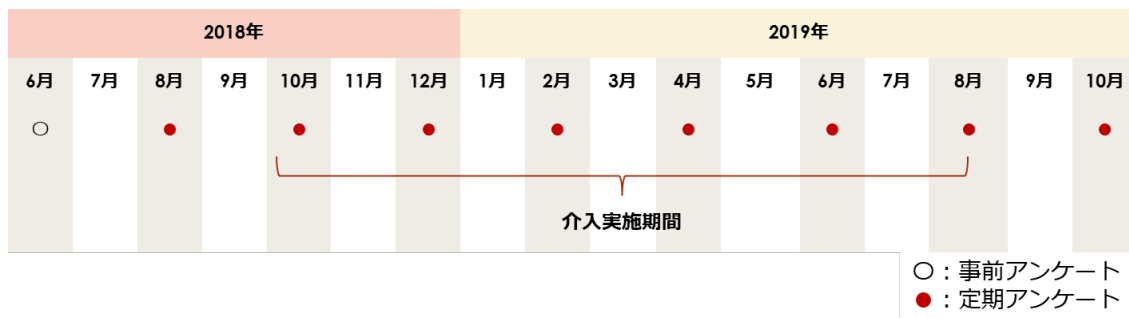 2018年 2019年
6月 7月 8月 9月 10月 11月 12月 1月 2月 3月 4月 5月 6月 7月 8月 9月 10月
介入実施期間
○：事前アンケート
●：定期アンケート